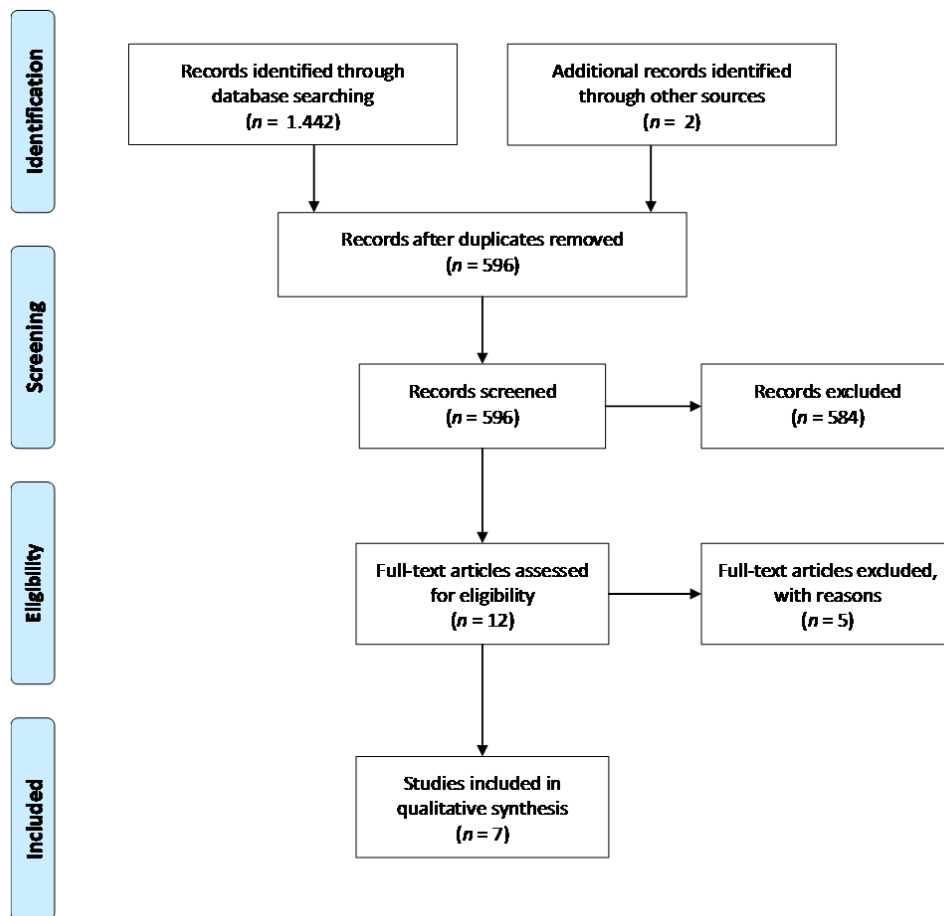 Identification
Records identified through
database searching
(n = 1.442)
Additional records identified
through other sources
(n = 2)
Records after duplicates removed
(n = 596)
Screening
Records screened
(n = 596)
Records excluded
(n = 584)
Eligibility
Full-text articles assessed
for eligibility
(n = 12)
Full-text articles excluded,
with reasons
(n = 5)
Included
Studies included in
qualitative synthesis
(n = 7)